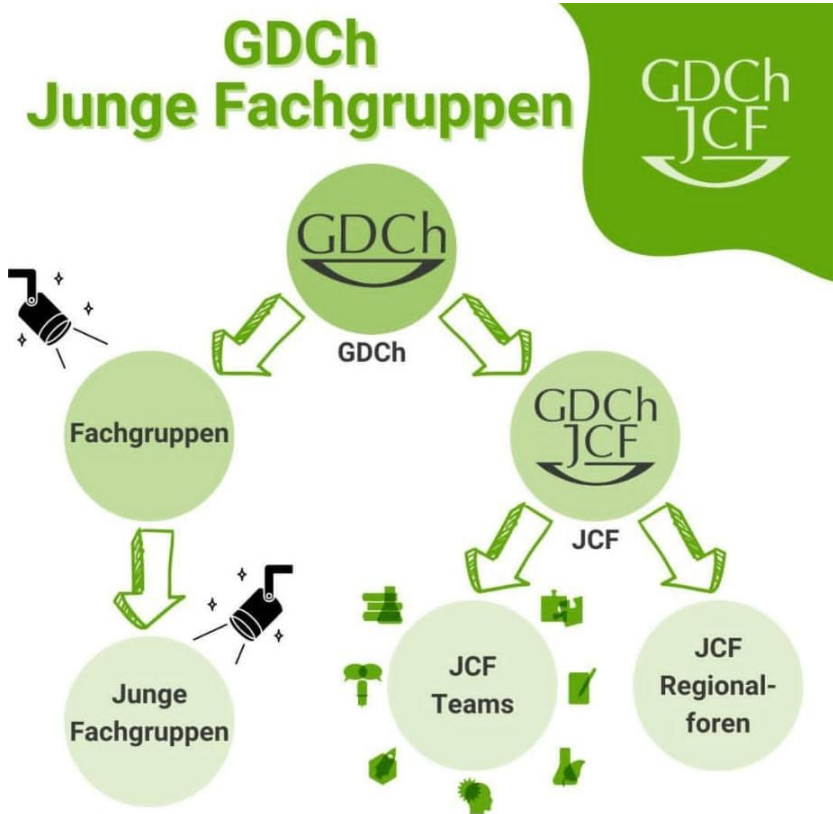 GDCh
Junge Fachgruppen
GDCh
JCF
GDCh
GDCh
Fachgruppen
GDCh
JCF
JCF
Junge
Fachgruppen
JCF
Teams
JCF
Regional-
foren